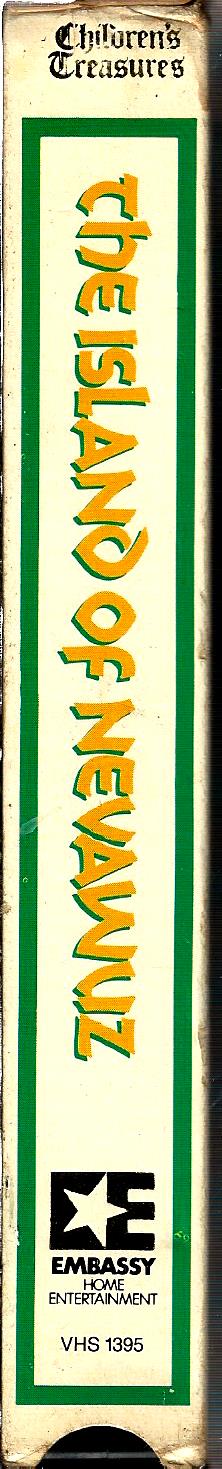 Children's
Treasures
The Island of Nevawuz
EMBASSY
HOME
ENTERTAINMENT
VHS 1395